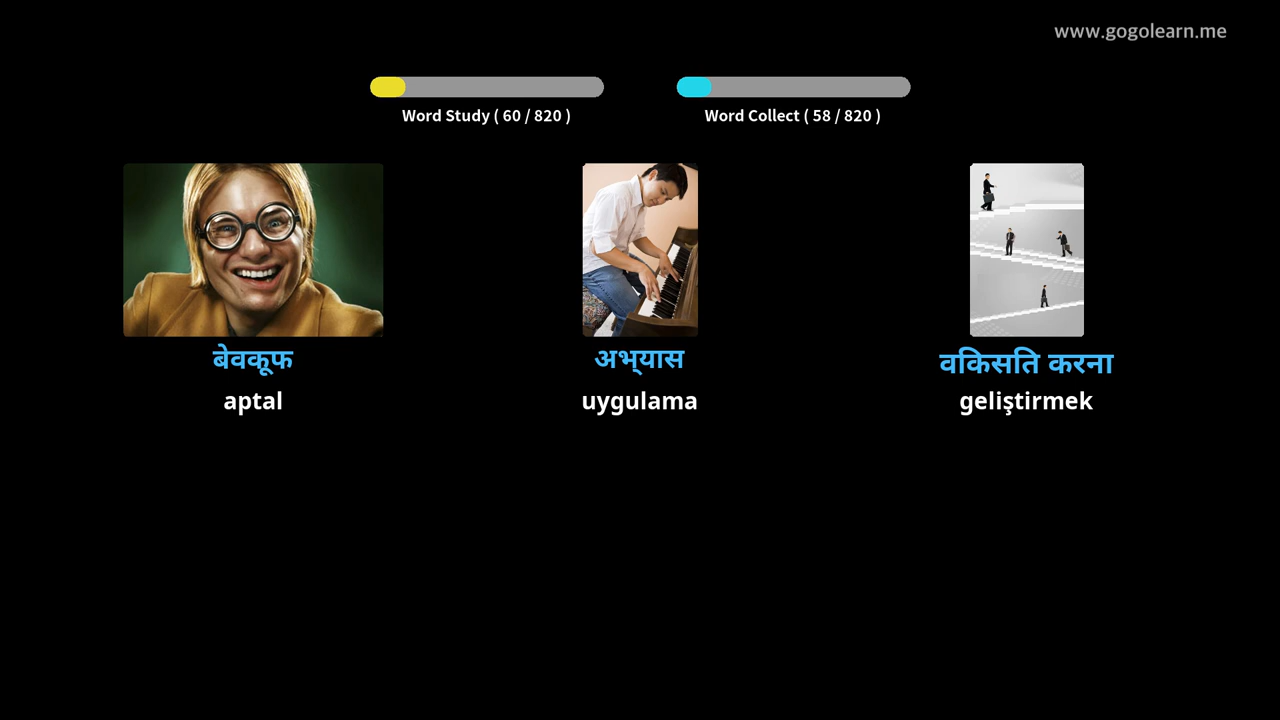 www.gogolearn.me
Word Study ( 60 / 820 )
Word Collect ( 58 / 820 )
बेवकूफ
aptal
अभ्‌यास
uygulama
वकिसति करना
geliştirmek